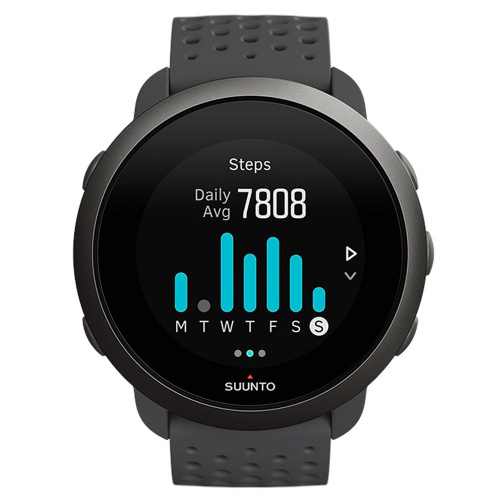 Steps
Daily
Avg 7808
M T W T F S S
SUUNTO